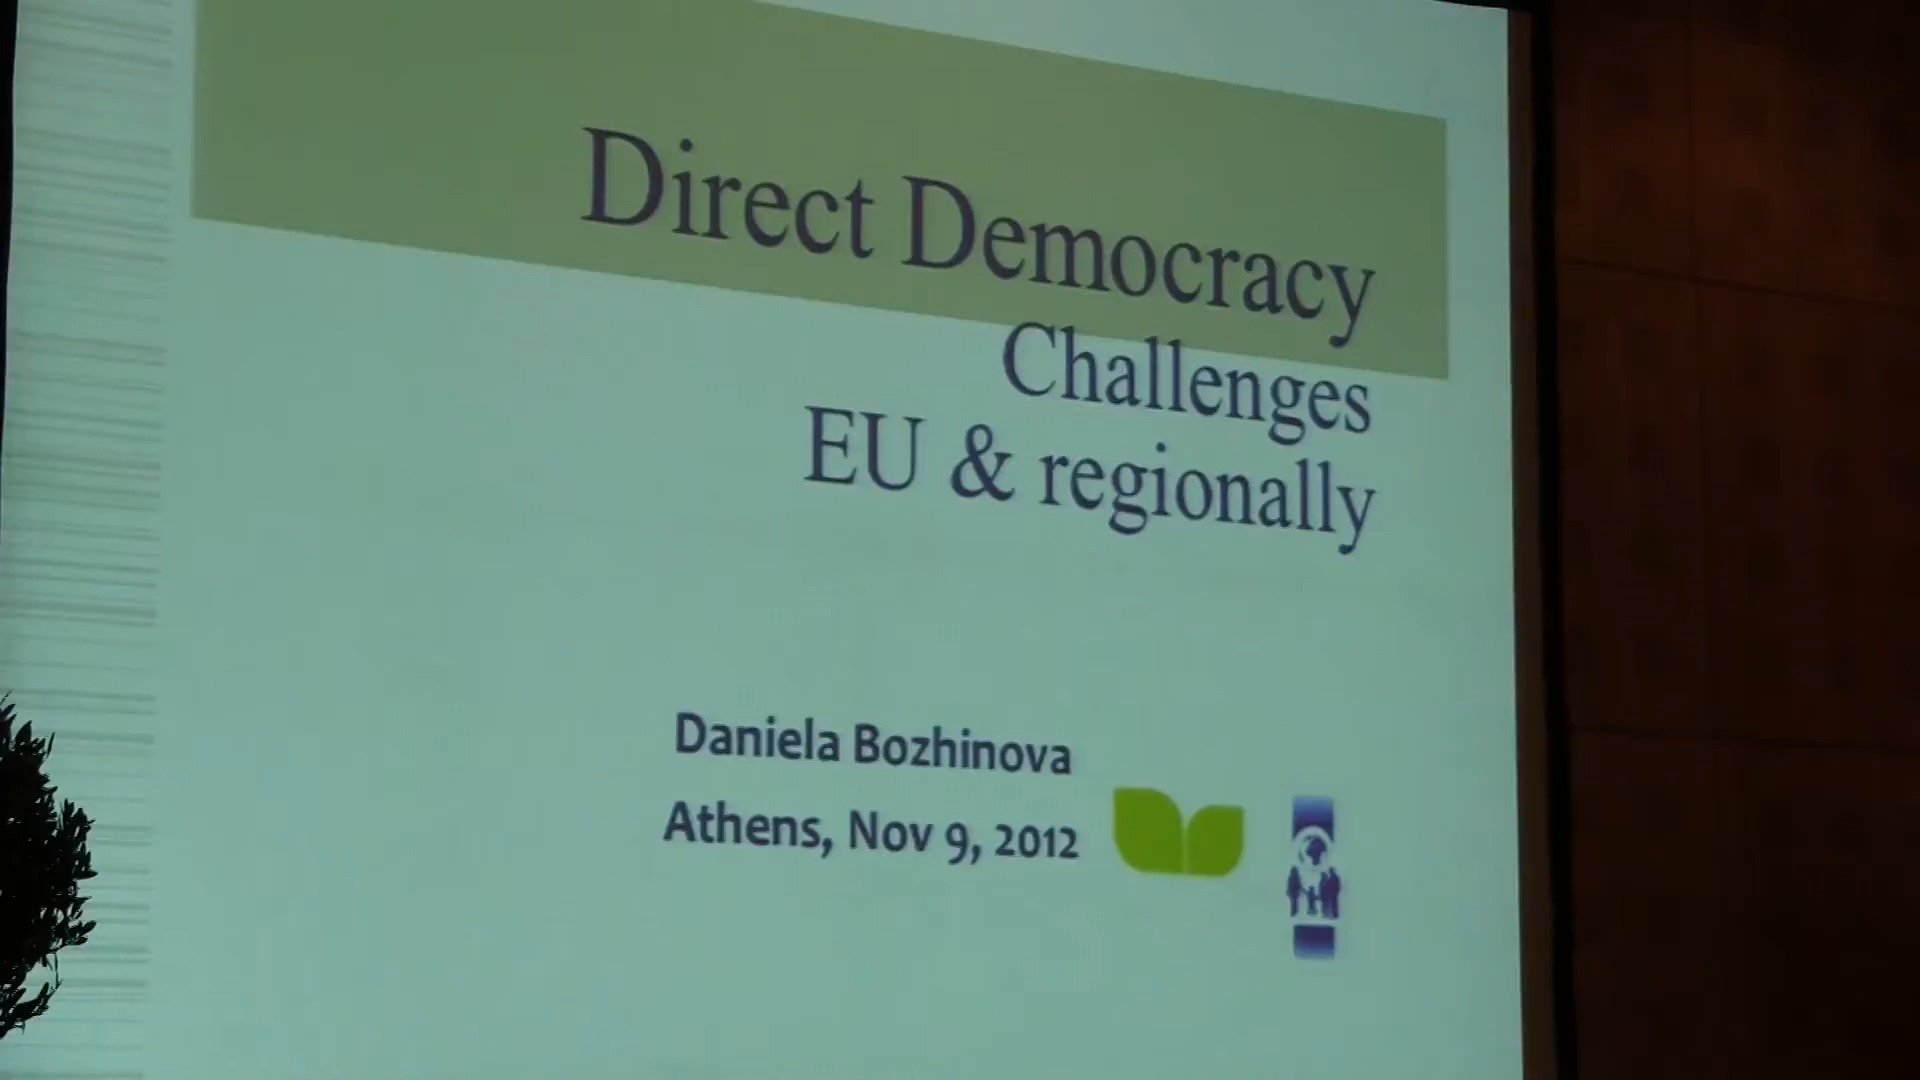 Direct Democracy
Challenges
EU & regionally
Daniela Bozhinova
Athens, Nov 9, 2012